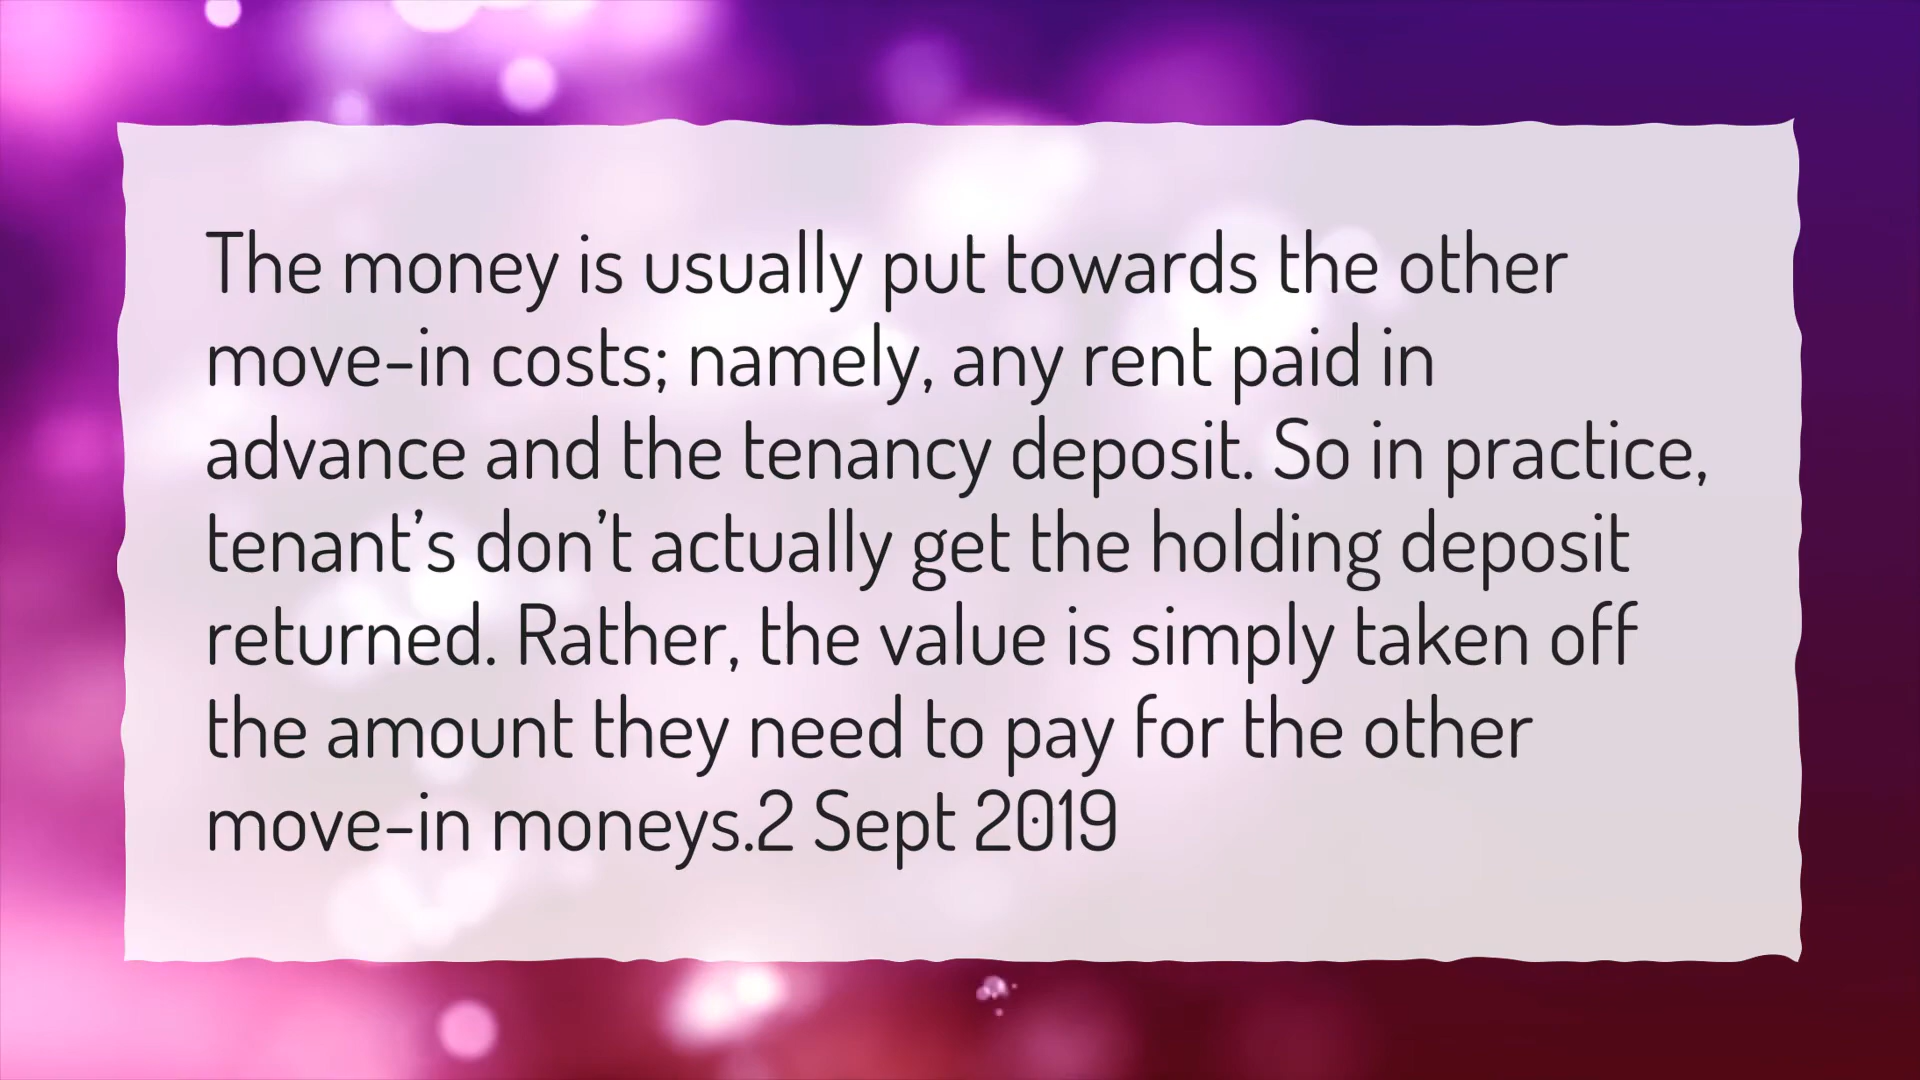 The money is usually put towards the other
move-in costs; namely, any rent paid in
advance and the tenancy deposit. So in practice,
tenant’s don’t actually get the holding deposit
returned. Rather, the value is simply taken off
the amount they need to pay for the other
move-in moneys.2 Sept 2019